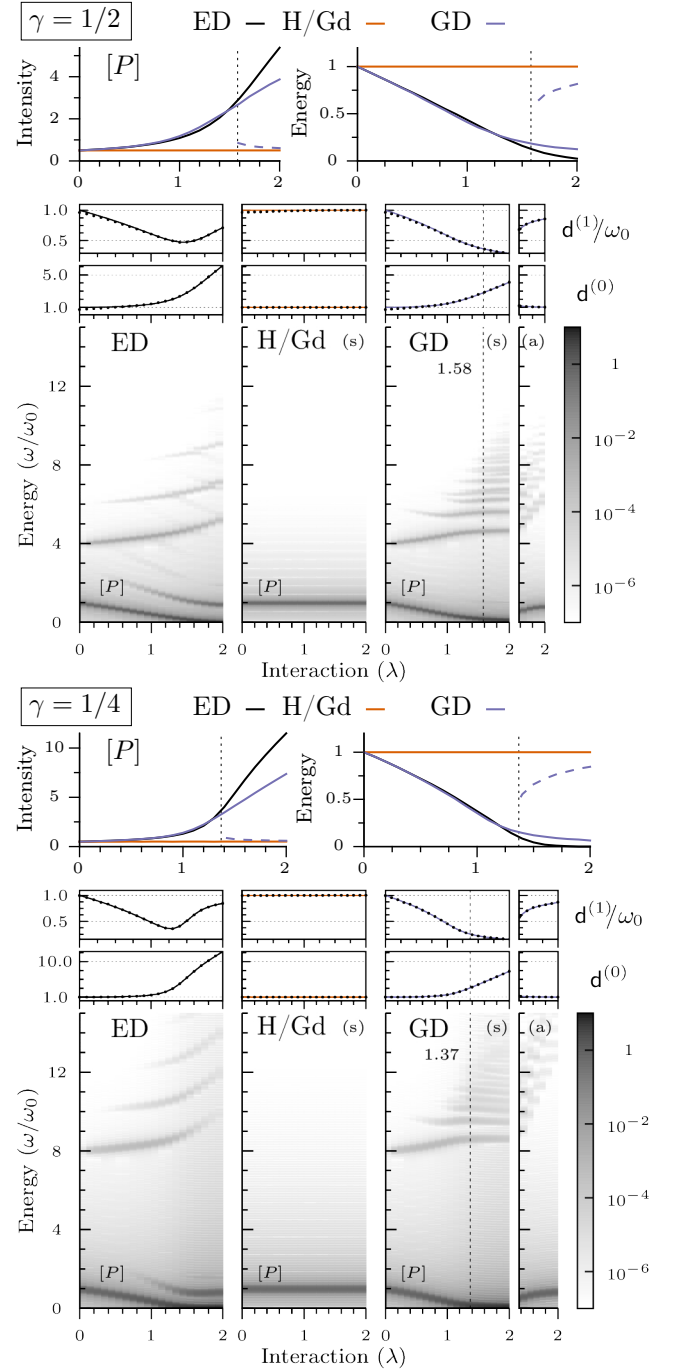 γ = 1/2
ED — H/Gd — GD —
Intensity
[P]
4
2
0
0 1 2
Energy
1
0.5
0
0 1 2
1.0
0.5
d⁽¹⁾/ω₀
5.0
1.0
d⁽⁰⁾
ED
H/Gd (s)
GD (s) (a)
1.58
Energy (ω/ω₀)
12
8
4
0
[P] [P] [P]
0 1 2 0 1 2 0 1 2 2
Interaction (λ)
1
10⁻²
10⁻⁴
10⁻⁶
γ = 1/4
ED — H/Gd — GD —
Intensity
[P]
10
5
0
0 1 2
Energy
1
0.5
0
0 1 2
1.0
0.5
d⁽¹⁾/ω₀
10.0
1.0
d⁽⁰⁾
ED
H/Gd (s)
GD (s) (a)
1.37
Energy (ω/ω₀)
12
8
4
0
[P] [P] [P]
0 1 2 0 1 2 0 1 2 2
Interaction (λ)
1
10⁻²
10⁻⁴
10⁻⁶